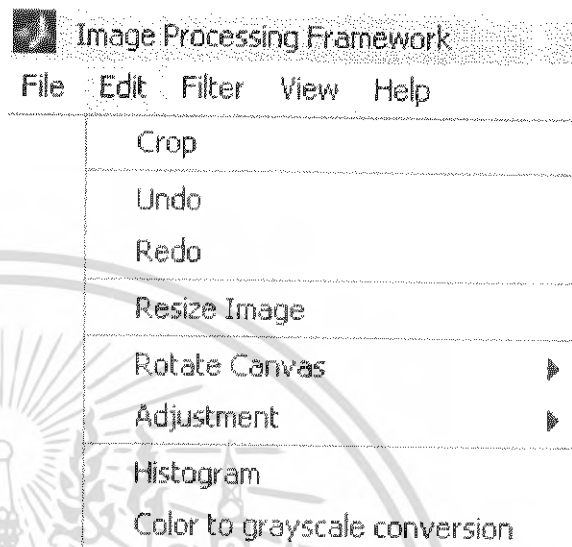 Image Processing Framework
File Edit Filter View Help
Crop
Undo
Redo
Resize Image
Rotate Canvas
Adjustment
Histogram
Color to grayscale conversion